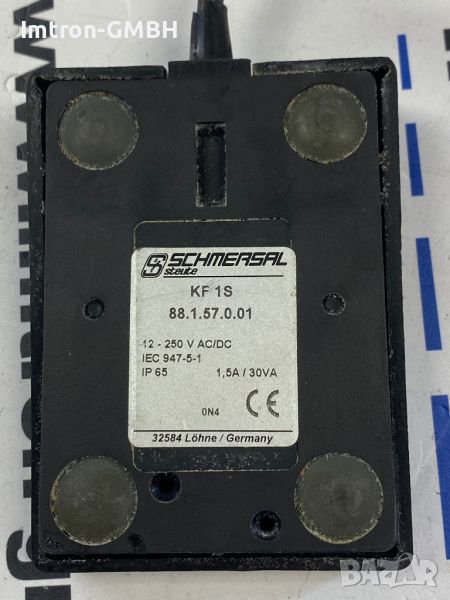 Imtron-GMBH
SCHMERSAL
steute
KF 1S
88.1.57.0.01
12 - 250 V AC/DC
IEC 947-5-1
IP 65 1,5A / 30VA
0N4 CE
32584 Löhne / Germany
BAZAR